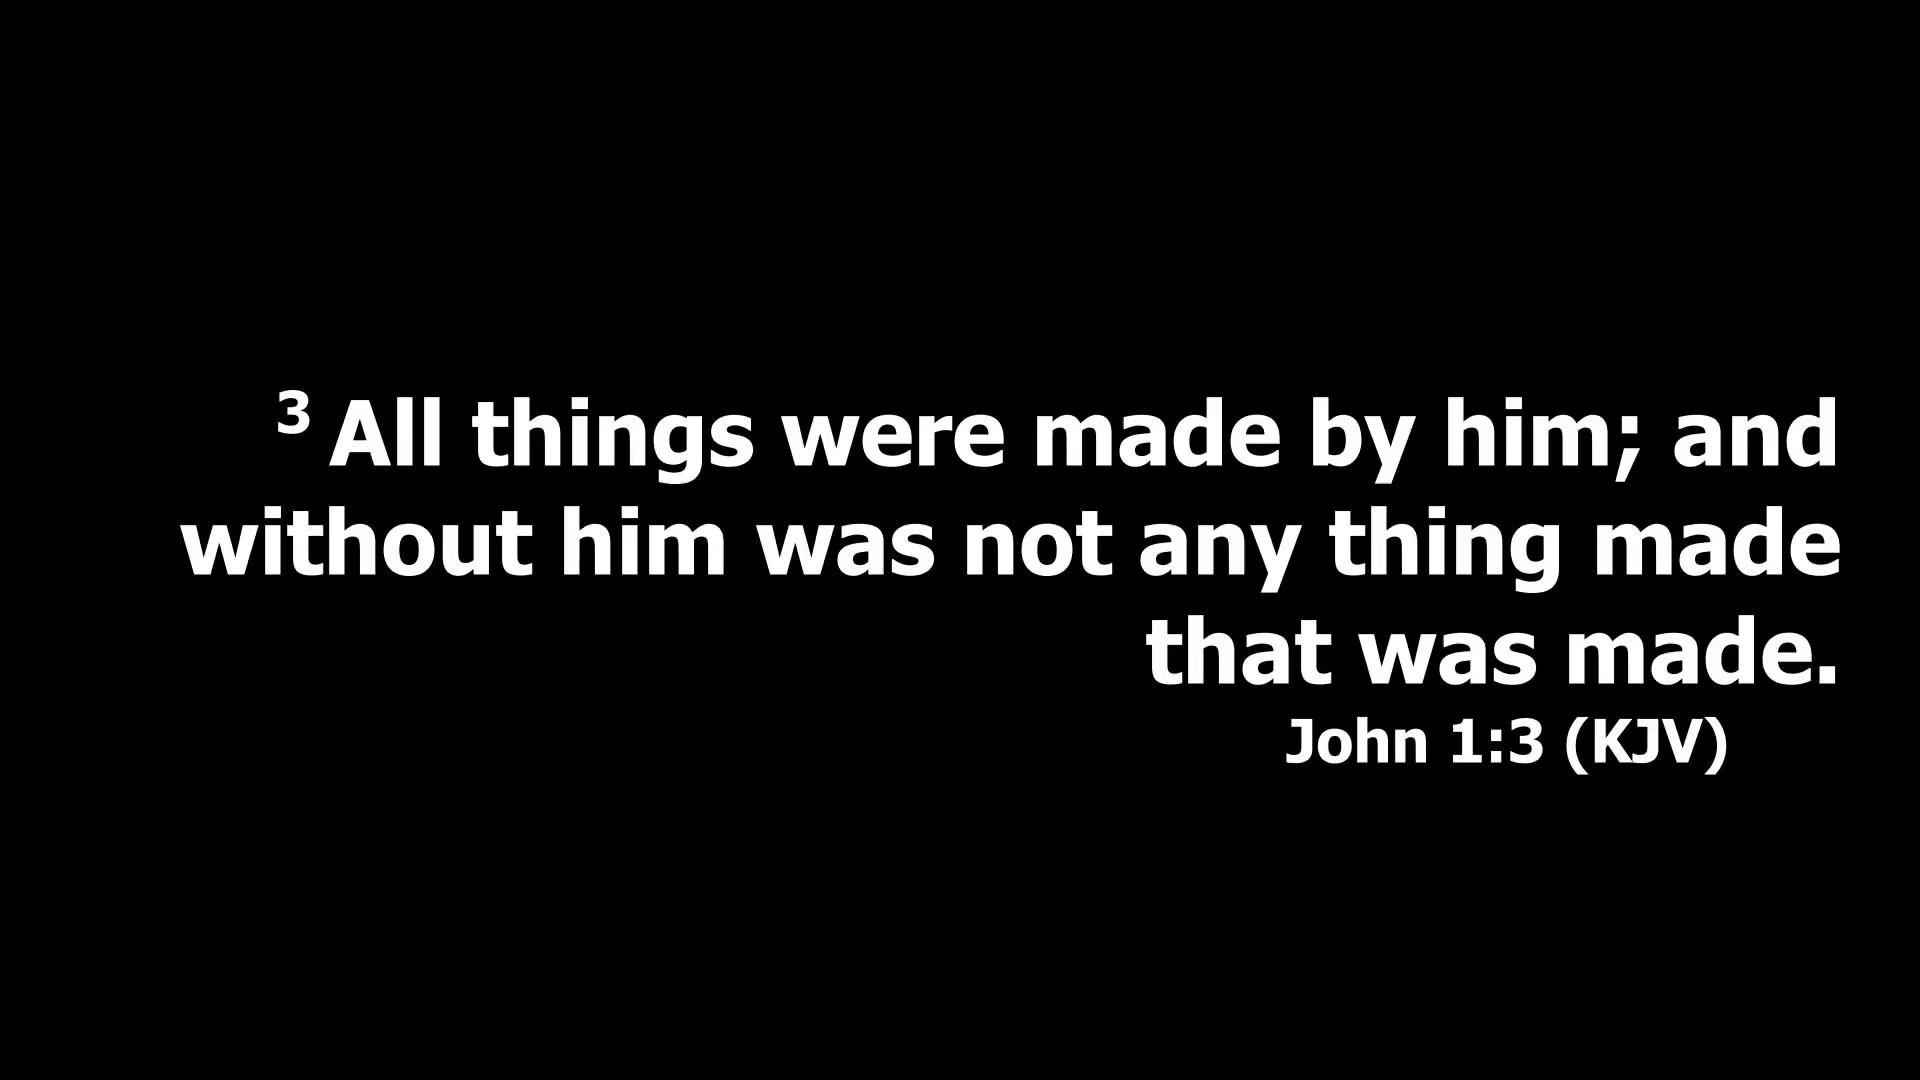 3 All things were made by him; and
without him was not any thing made
that was made.
John 1:3 (KJV)